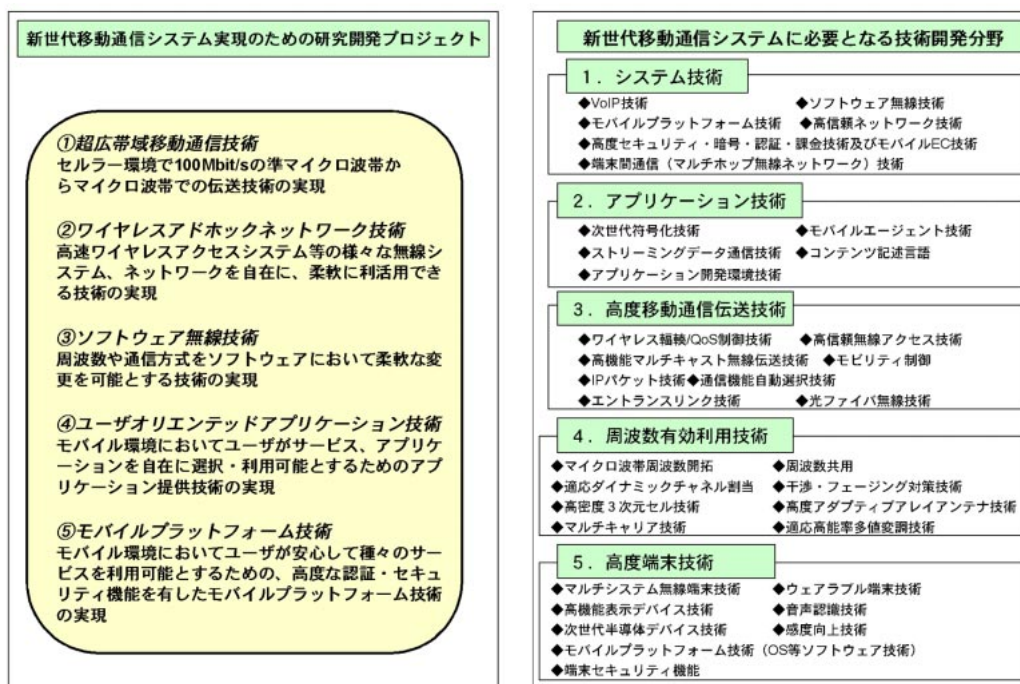 新世代移動通信システム実現のための研究開発プロジェクト
①超広帯域移動通信技術
セルラー環境で100Mbit/sの準マイクロ波帯か
らマイクロ波帯での伝送技術の実現
②ワイヤレスアドホックネットワーク技術
高速ワイヤレスアクセスシステム等の様々な無線シ
ステム、ネットワークを自在に、柔軟に利活用でき
る技術の実現
③ソフトウェア無線技術
周波数や通信方式をソフトウェアにおいて柔軟な変
更を可能とする技術の実現
④ユーザオリエンテッドアプリケーション技術
モバイル環境においてユーザがサービス、アプリケ
ーションを自在に選択・利用可能とするためのアプ
リケーション提供技術の実現
⑤モバイルプラットフォーム技術
モバイル環境においてユーザが安心して種々のサー
ビスを利用可能とするための、高度な認証・セキュ
リティ機能を有したモバイルプラットフォーム技術
の実現
新世代移動通信システムに必要となる技術開発分野
1．システム技術
◆VoIP技術 ◆ソフトウェア無線技術
◆モバイルプラットフォーム技術 ◆高信頼ネットワーク技術
◆高度セキュリティ・暗号・認証・課金技術及びモバイルEC技術
◆端末間通信（マルチホップ無線ネットワーク）技術
2．アプリケーション技術
◆次世代符号化技術 ◆モバイルエージェント技術
◆ストリーミングデータ通信技術 ◆コンテンツ記述言語
◆アプリケーション開発環境技術
3．高度移動通信伝送技術
◆ワイヤレス輻輳/QoS制御技術 ◆高信頼無線アクセス技術
◆高機能マルチキャスト無線伝送技術 ◆モビリティ制御
◆IPパケット技術◆通信機能自動選択技術
◆エントランスリンク技術 ◆光ファイバ無線技術
4．周波数有効利用技術
◆マイクロ波帯周波数開拓 ◆周波数共用
◆適応ダイナミックチャネル割当 ◆干渉・フェージング対策技術
◆高密度３次元セル技術 ◆高度アダプティブアレイアンテナ技術
◆マルチキャリア技術 ◆適応高能率多値変調技術
5．高度端末技術
◆マルチシステム無線端末技術 ◆ウェアラブル端末技術
◆高機能表示デバイス技術 ◆音声認識技術
◆次世代半導体デバイス技術 ◆感度向上技術
◆モバイルプラットフォーム技術（OS等ソフトウェア技術）
◆端末セキュリティ機能